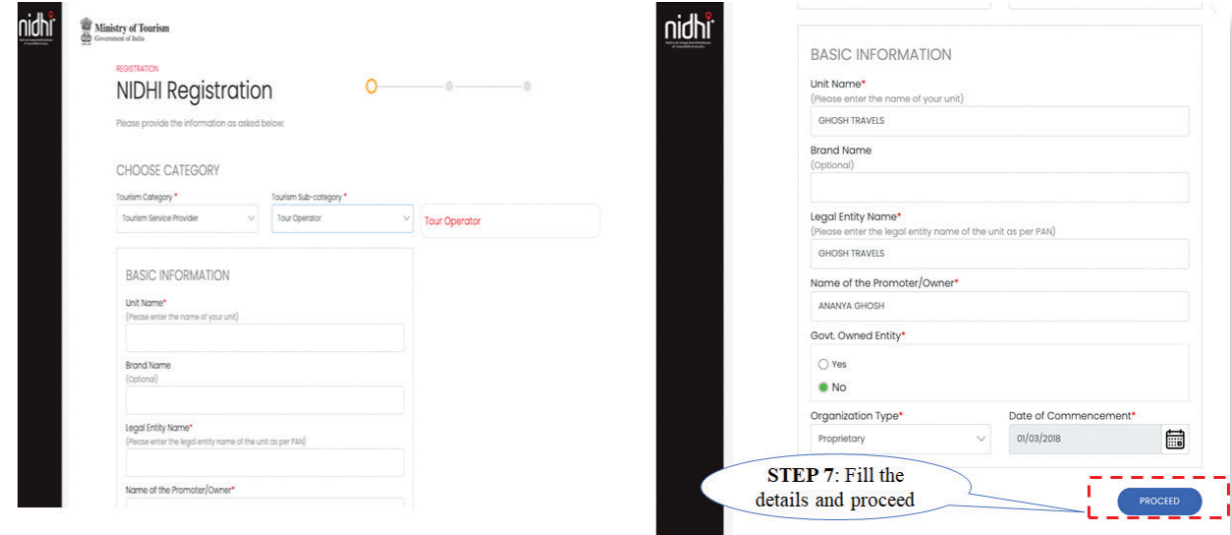 nidhi
Ministry of Tourism
Government of India
REGISTRATION
NIDHI Registration
Please provide the information as asked below:
CHOOSE CATEGORY
Tourism Category *
Tourism Sub-category *
Tourism Service Provider
Tour Operator
Tour Operator
BASIC INFORMATION
Unit Name*
(Please enter the name of your unit)
Brand Name
(Optional)
Legal Entity Name*
(Please enter the legal entity name of the unit as per PAN)
Name of the Promoter/Owner*
nidhi
BASIC INFORMATION
Unit Name*
(Please enter the name of your unit)
GHOSH TRAVELS
Brand Name
(Optional)
Legal Entity Name*
(Please enter the legal entity name of the unit as per PAN)
GHOSH TRAVELS
Name of the Promoter/Owner*
ANANYA GHOSH
Govt. Owned Entity*
Yes
No
Organization Type*
Date of Commencement*
Proprietary
01/03/2018
STEP 7: Fill the
details and proceed
PROCEED